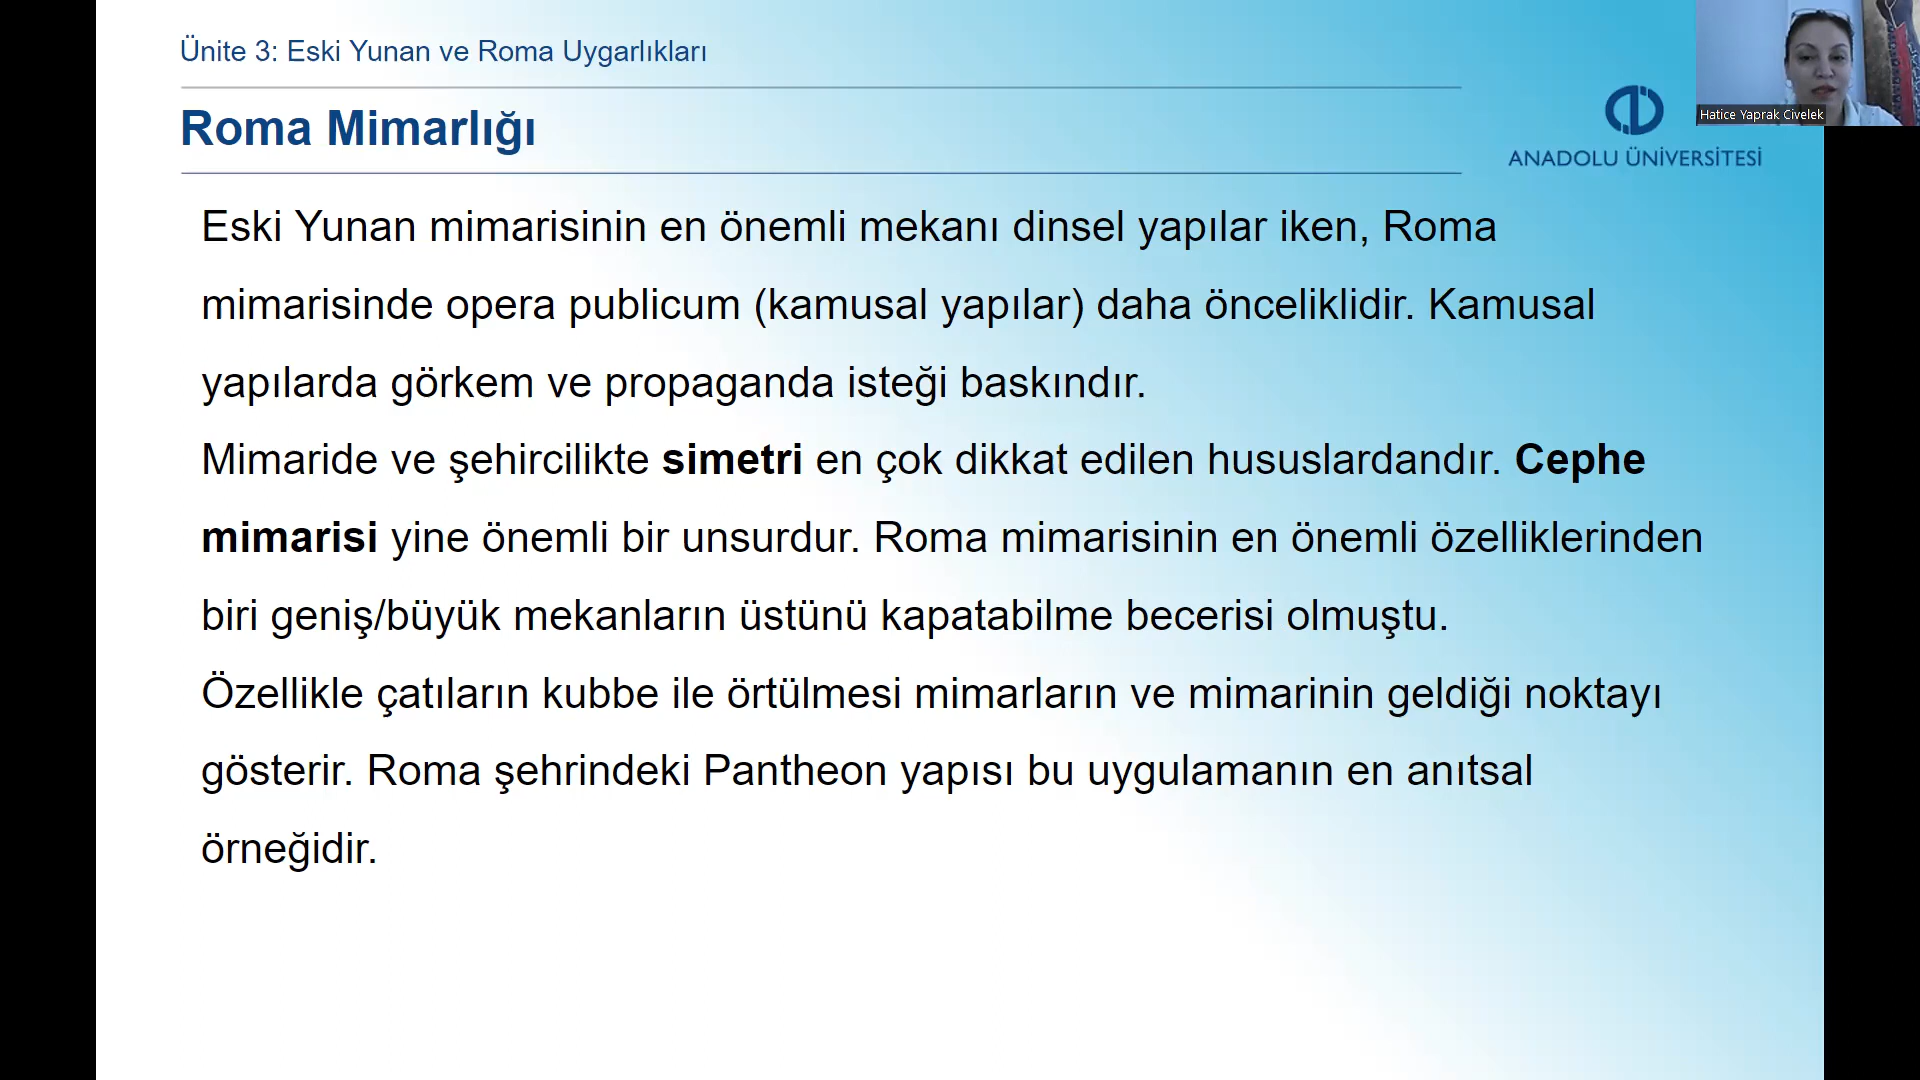 Ünite 3: Eski Yunan ve Roma Uygarlıkları
Roma Mimarlığı
ANADOLU ÜNİVERSİTESİ
Hatice Yaprak Civelek
Eski Yunan mimarisinin en önemli mekanı dinsel yapılar iken, Roma
mimarisinde opera publicum (kamusal yapılar) daha önceliklidir. Kamusal
yapılarda görkem ve propaganda isteği baskındır.
Mimaride ve şehircilikte simetri en çok dikkat edilen hususlardandır. Cephe
mimarisi yine önemli bir unsurdur. Roma mimarisinin en önemli özelliklerinden
biri geniş/büyük mekanların üstünü kapatabilme becerisi olmuştu.
Özellikle çatıların kubbe ile örtülmesi mimarların ve mimarinin geldiği noktayı
gösterir. Roma şehrindeki Pantheon yapısı bu uygulamanın en anıtsal
örneğidir.